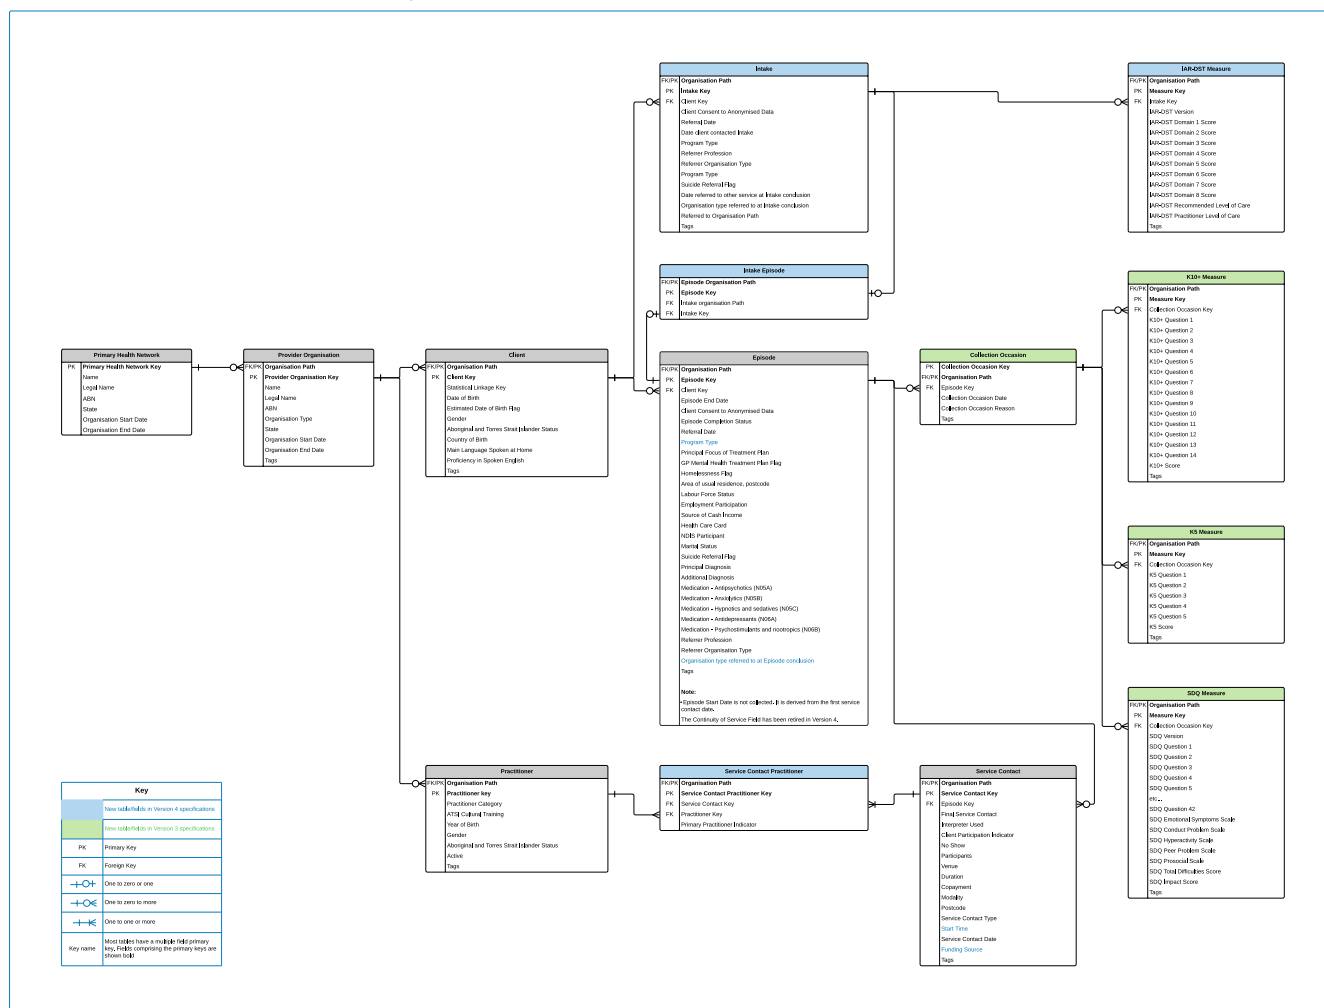 Intake
FK/PK Organisation Path
PK Intake Key
FK Client Key
Client Consent to Anonymised Data
Referral Date
Date client contacted Intake
Program Type
Referrer Profession
Referrer Organisation Type
Program Type
Suicide Referral Flag
Date referred to other service at Intake conclusion
Organisation type referred to at Intake conclusion
Referred to Organisation Path
Tags
IAR-DST Measure
FK/PK Organisation Path
PK Measure Key
FK Intake Key
IAR-DST Version
IAR-DST Domain 1 Score
IAR-DST Domain 2 Score
IAR-DST Domain 3 Score
IAR-DST Domain 4 Score
IAR-DST Domain 5 Score
IAR-DST Domain 6 Score
IAR-DST Domain 7 Score
IAR-DST Domain 8 Score
IAR-DST Recommended Level of Care
IAR-DST Practitioner Level of Care
Tags
Intake Episode
FK/PK Episode Organisation Path
PK Episode Key
FK Intake organisation Path
FK Intake Key
K10+ Measure
FK/PK Organisation Path
PK Measure Key
FK Collection Occasion Key
K10+ Question 1
K10+ Question 2
K10+ Question 3
K10+ Question 4
K10+ Question 5
K10+ Question 6
K10+ Question 7
K10+ Question 8
K10+ Question 9
K10+ Question 10
K10+ Question 11
K10+ Question 12
K10+ Question 13
K10+ Question 14
K10+ Score
Tags
Primary Health Network
PK Primary Health Network Key
Name
Legal Name
ABN
State
Organisation Start Date
Organisation End Date
Provider Organisation
FK/PK Organisation Path
PK Provider Organisation Key
Name
Legal Name
ABN
Organisation Type
State
Organisation Start Date
Organisation End Date
Tags
Client
FK/PK Organisation Path
PK Client Key
Statistical Linkage Key
Date of Birth
Estimated Date of Birth Flag
Gender
Aboriginal and Torres Strait Islander Status
Country of Birth
Main Language Spoken at Home
Proficiency in Spoken English
Tags
Episode
FK/PK Organisation Path
PK Episode Key
FK Client Key
Episode End Date
Client Consent to Anonymised Data
Episode Completion Status
Referral Date
Program Type
Principal Focus of Treatment Plan
GP Mental Health Treatment Plan Flag
Homelessness Flag
Area of usual residence, postcode
Labour Force Status
Employment Participation
Source of Cash Income
Health Care Card
NDIS Participant
Marital Status
Suicide Referral Flag
Principal Diagnosis
Additional Diagnosis
Medication - Antipsychotics (N05A)
Medication - Anxiolytics (N05B)
Medication - Hypnotics and sedatives (N05C)
Medication - Antidepressants (N06A)
Medication - Psychostimulants and nootropics (N06B)
Referrer Profession
Referrer Organisation Type
Organisation type referred to at Episode conclusion
Tags
Note:
•Episode Start Date is not collected. It is derived from the first service
contact date.
The Continuity of Service Field has been retired in Version 4.
Collection Occasion
PK Collection Occasion Key
FK/PK Organisation Path
FK Episode Key
Collection Occasion Date
Collection Occasion Reason
Tags
K5 Measure
FK/PK Organisation Path
PK Measure Key
FK Collection Occasion Key
K5 Question 1
K5 Question 2
K5 Question 3
K5 Question 4
K5 Question 5
K5 Score
Tags
SDQ Measure
FK/PK Organisation Path
PK Measure Key
FK Collection Occasion Key
SDQ Version
SDQ Question 1
SDQ Question 2
SDQ Question 3
SDQ Question 4
SDQ Question 5
etc...
SDQ Question 42
SDQ Emotional Symptoms Scale
SDQ Conduct Problem Scale
SDQ Hyperactivity Scale
SDQ Peer Problem Scale
SDQ Prosocial Scale
SDQ Total Difficulties Score
SDQ Impact Score
Tags
Practitioner
FK/PK Organisation Path
PK Practitioner key
Practitioner Category
ATSI Cultural Training
Year of Birth
Gender
Aboriginal and Torres Strait Islander Status
Active
Tags
Service Contact Practitioner
FK/PK Organisation Path
PK Service Contact Practitioner Key
FK Service Contact Key
FK Practitioner Key
Primary Practitioner Indicator
Service Contact
FK/PK Organisation Path
PK Service Contact Key
FK Episode Key
Final Service Contact
Interpreter Used
Client Participation Indicator
No Show
Participants
Venue
Duration
Copayment
Modality
Postcode
Service Contact Type
Start Time
Service Contact Date
Funding Source
Tags
Key
New table/fields in Version 4 specifications
New table/fields in Version 3 specifications
PK Primary Key
FK Foreign Key
One to zero or one
One to zero to more
One to one or more
Key name Most tables have a multiple field primary
key. Fields comprising the primary keys are
shown bold